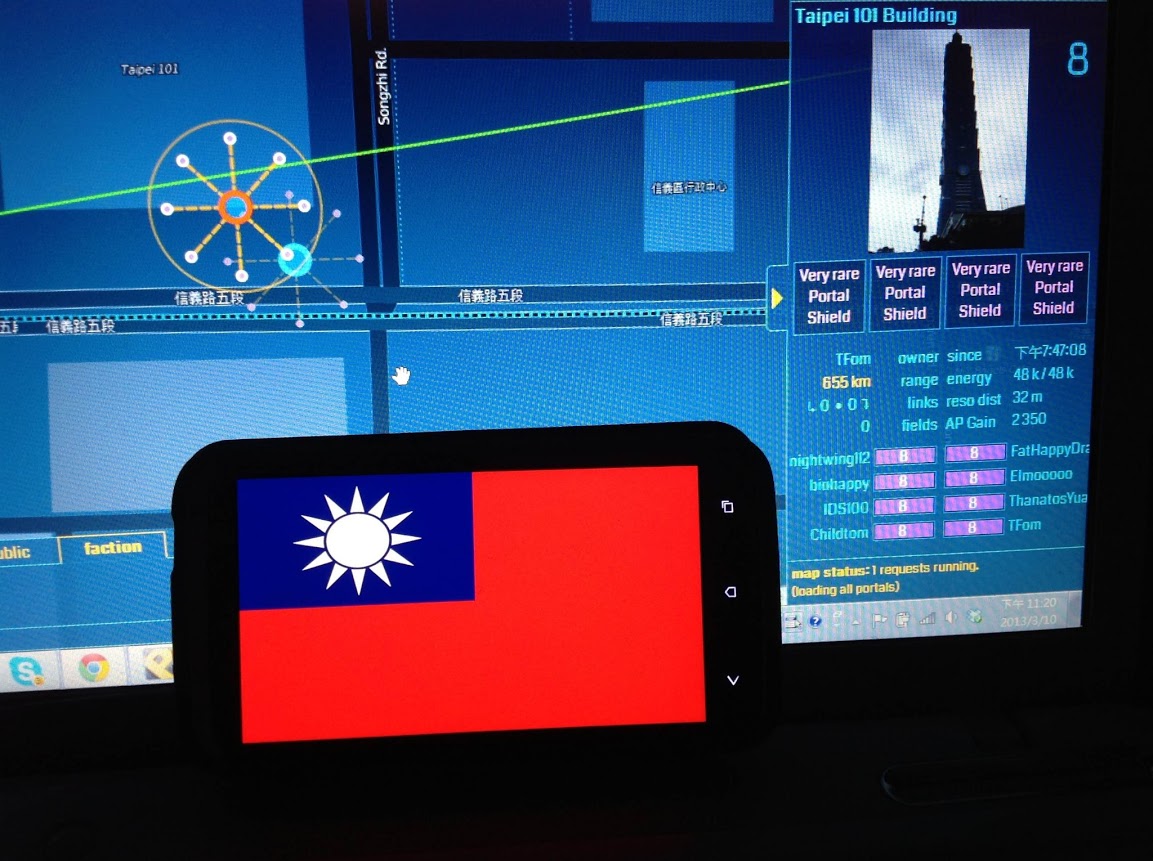 Taipei 101 Building
8
Taipei 101
Songzhi Rd.
信義區行政中心
信義路五段
信義路五段
信義路五段
信義路五段
Very rare Portal Shield
Very rare Portal Shield
Very rare Portal Shield
Very rare Portal Shield
TFom owner since 下午7:47:08
655 km range energy 48 k / 48 k
0 • 0 links reso dist 32 m
0 fields AP Gain 2 350
nightwing112 8 8 FatHappyDra
biohappy 8 8 Elmooooo
IDS100 8 8 ThanatosYua
Childtom 8 8 TFom
map status: 1 requests running.
(loading all portals)
ublic
faction
下午 11:20
2013/3/10